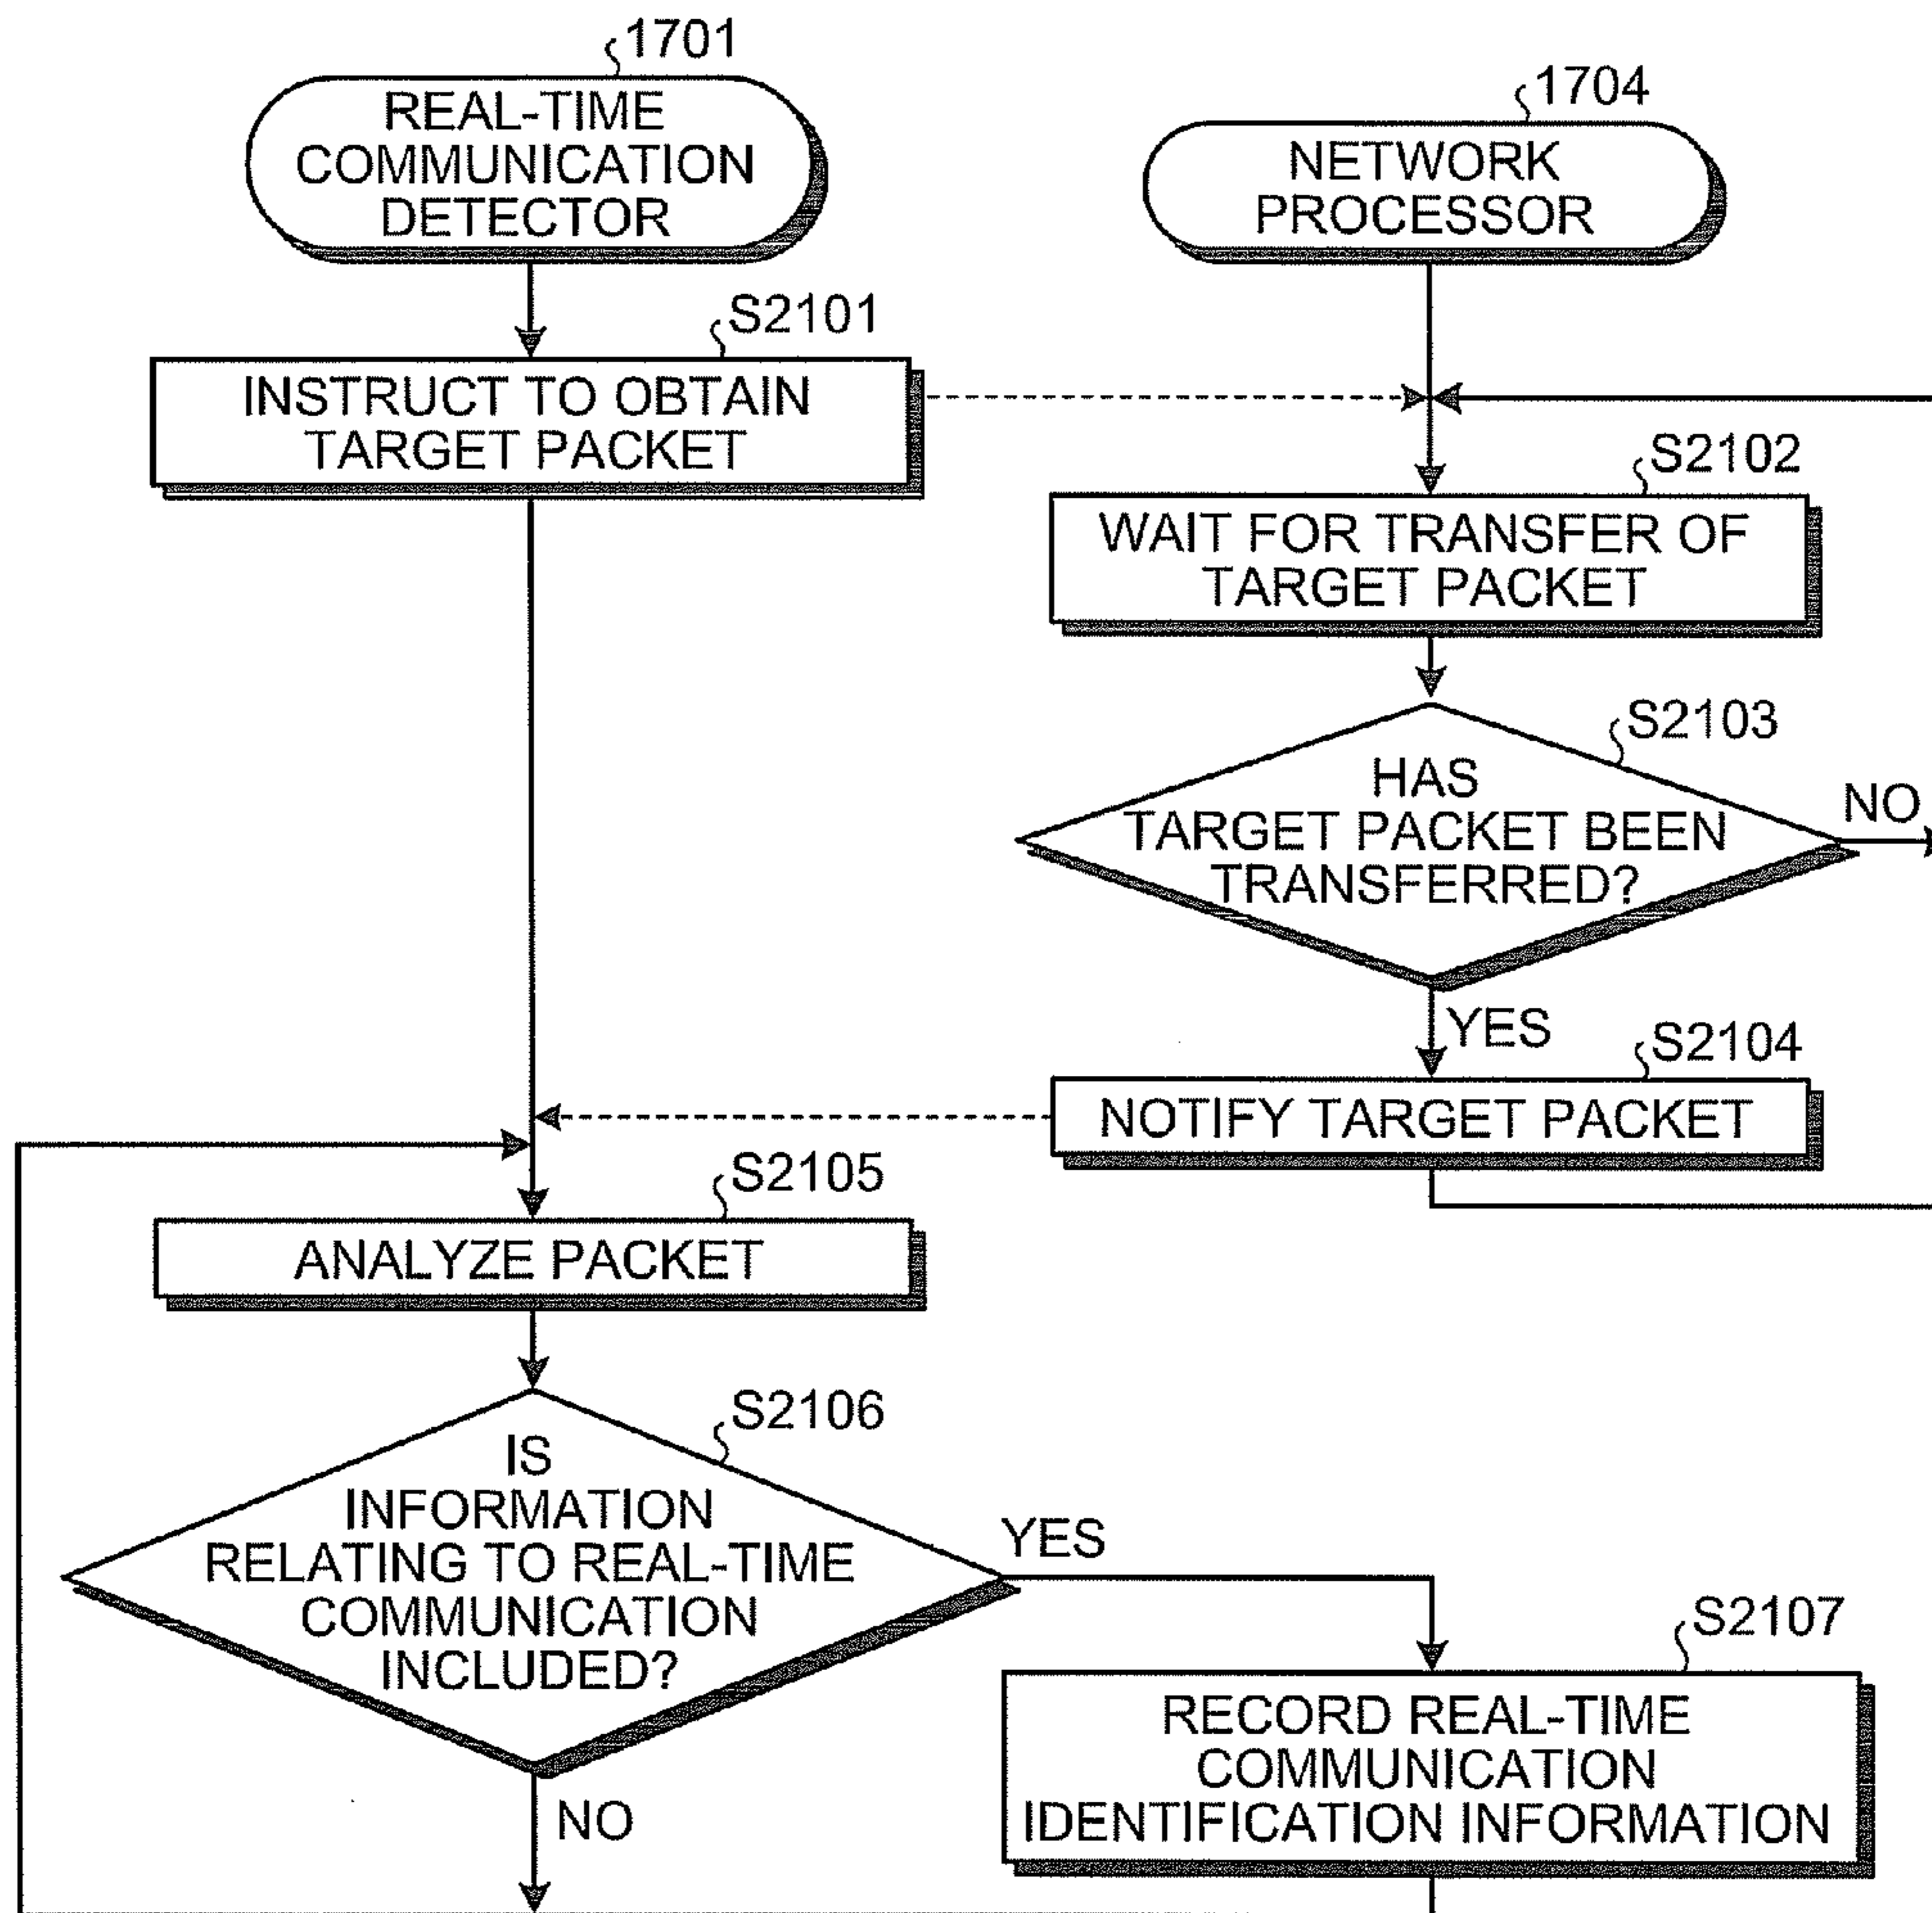 1701
REAL-TIME
COMMUNICATION
DETECTOR
1704
NETWORK
PROCESSOR
S2101
INSTRUCT TO OBTAIN
TARGET PACKET
S2102
WAIT FOR TRANSFER OF
TARGET PACKET
S2103
HAS
TARGET PACKET BEEN
TRANSFERRED?
NO
YES
S2104
NOTIFY TARGET PACKET
S2105
ANALYZE PACKET
S2106
IS
INFORMATION
RELATING TO REAL-TIME
COMMUNICATION
INCLUDED?
YES
NO
S2107
RECORD REAL-TIME
COMMUNICATION
IDENTIFICATION INFORMATION